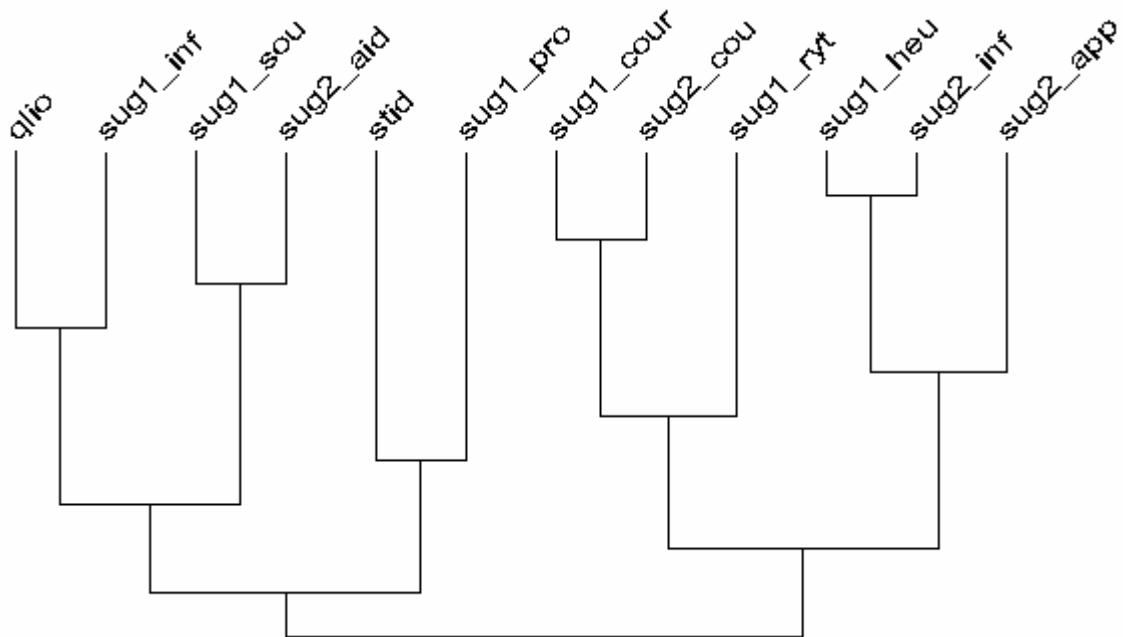 qlio
sug1_inf
sug1_sou
sug2_aid
stid
sug1_pro
sug1_cour
sug2_cou
sug1_ryt
sug1_heu
sug2_inf
sug2_app